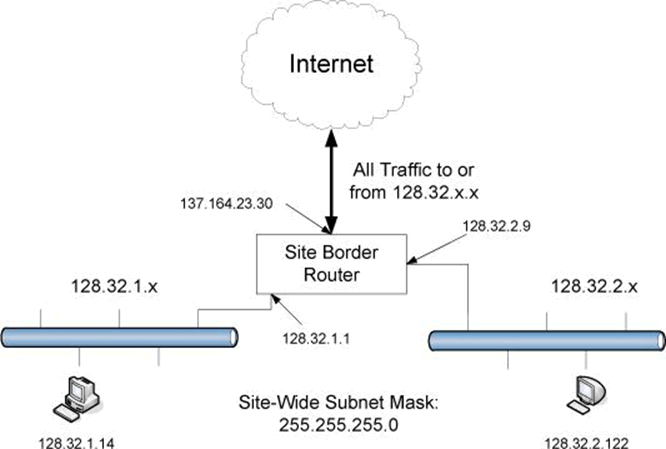 Internet
All Traffic to or
from 128.32.x.x
137.164.23.30
128.32.2.9
Site Border
Router
128.32.1.x
128.32.2.x
128.32.1.1
Site-Wide Subnet Mask:
255.255.255.0
128.32.1.14
128.32.2.122